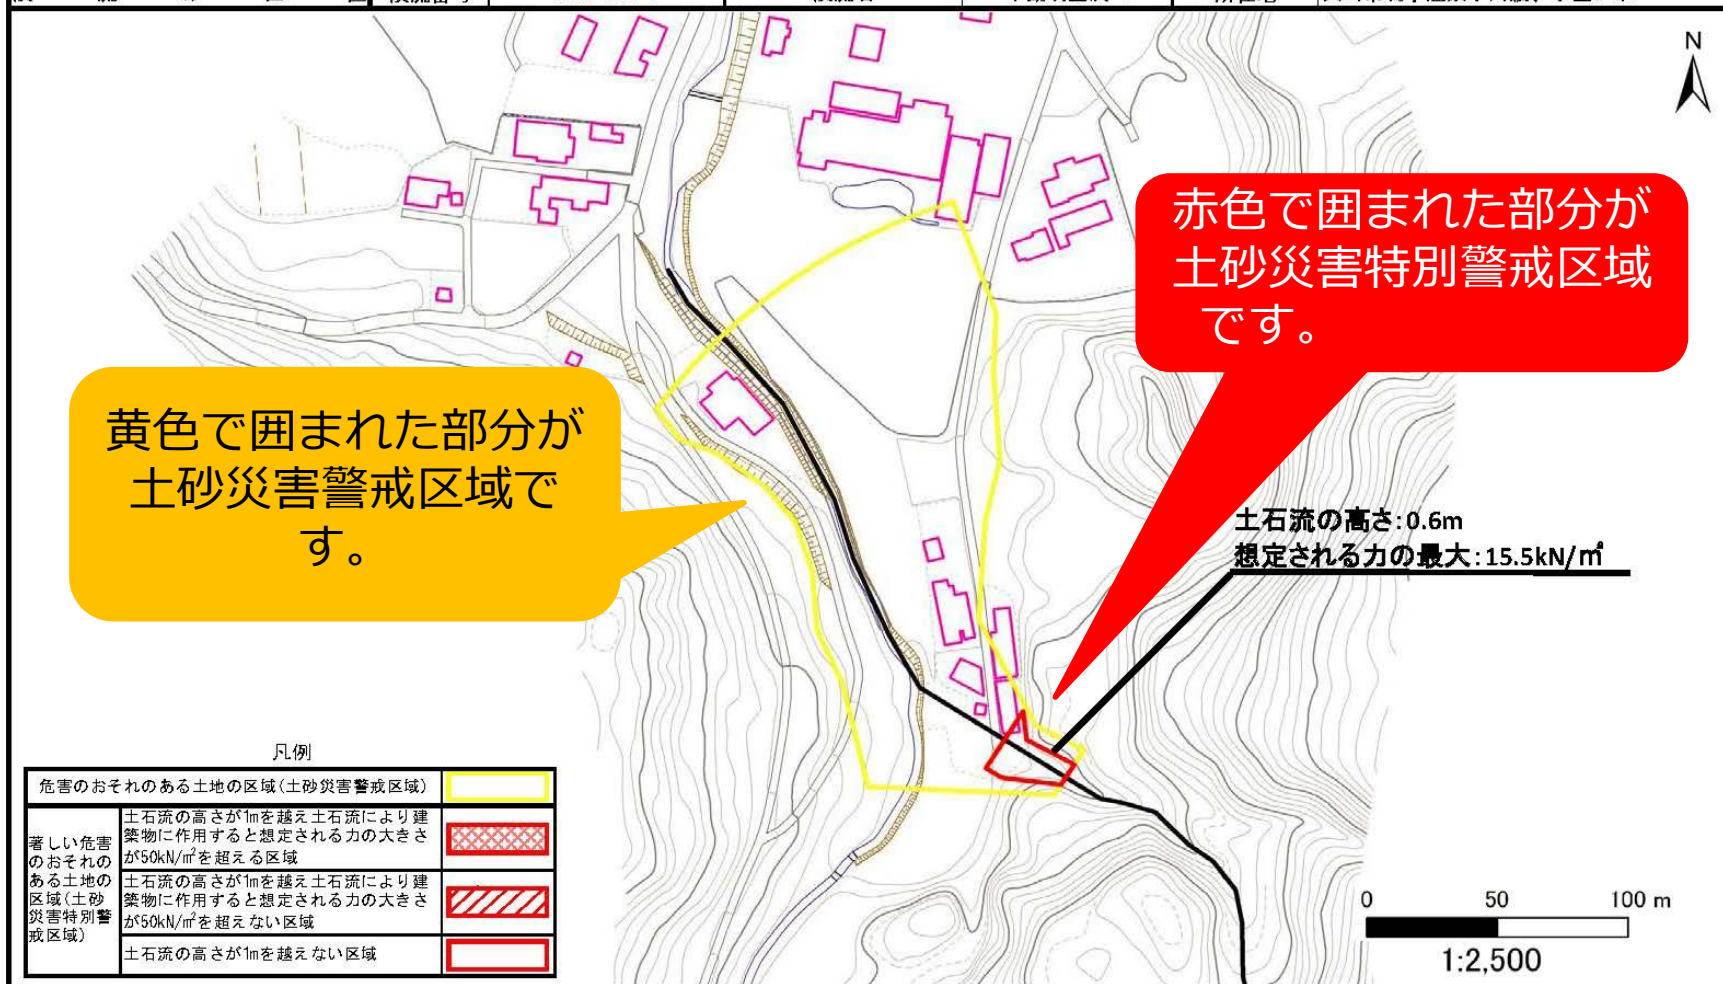 N
赤色で囲まれた部分が
土砂災害特別警戒区域
です。
黄色で囲まれた部分が
土砂災害警戒区域で
す。
土石流の高さ:0.6m
想定される力の最大:15.5kN/㎡
凡例
危害のおそれのある土地の区域(土砂災害警戒区域)
著しい危害
のおそれの
ある土地の
区域(土砂
災害特別警
戒区域)
土石流の高さが1mを越え土石流により建
築物に作用すると想定される力の大きさ
が50kN/㎡を超える区域
土石流の高さが1mを越え土石流により建
築物に作用すると想定される力の大きさ
が50kN/㎡を超えない区域
土石流の高さが1mを越えない区域
0 50 100 m
1:2,500